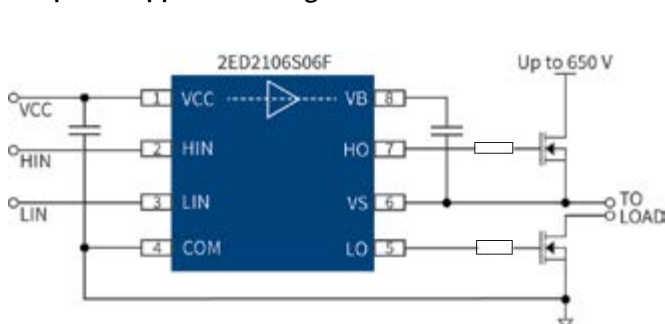 2ED2106S06F
Up to 650 V
VCC
1 VCC VB 8
HIN
2 HIN HO 7
LIN
3 LIN VS 6
TO
LOAD
4 COM LO 5